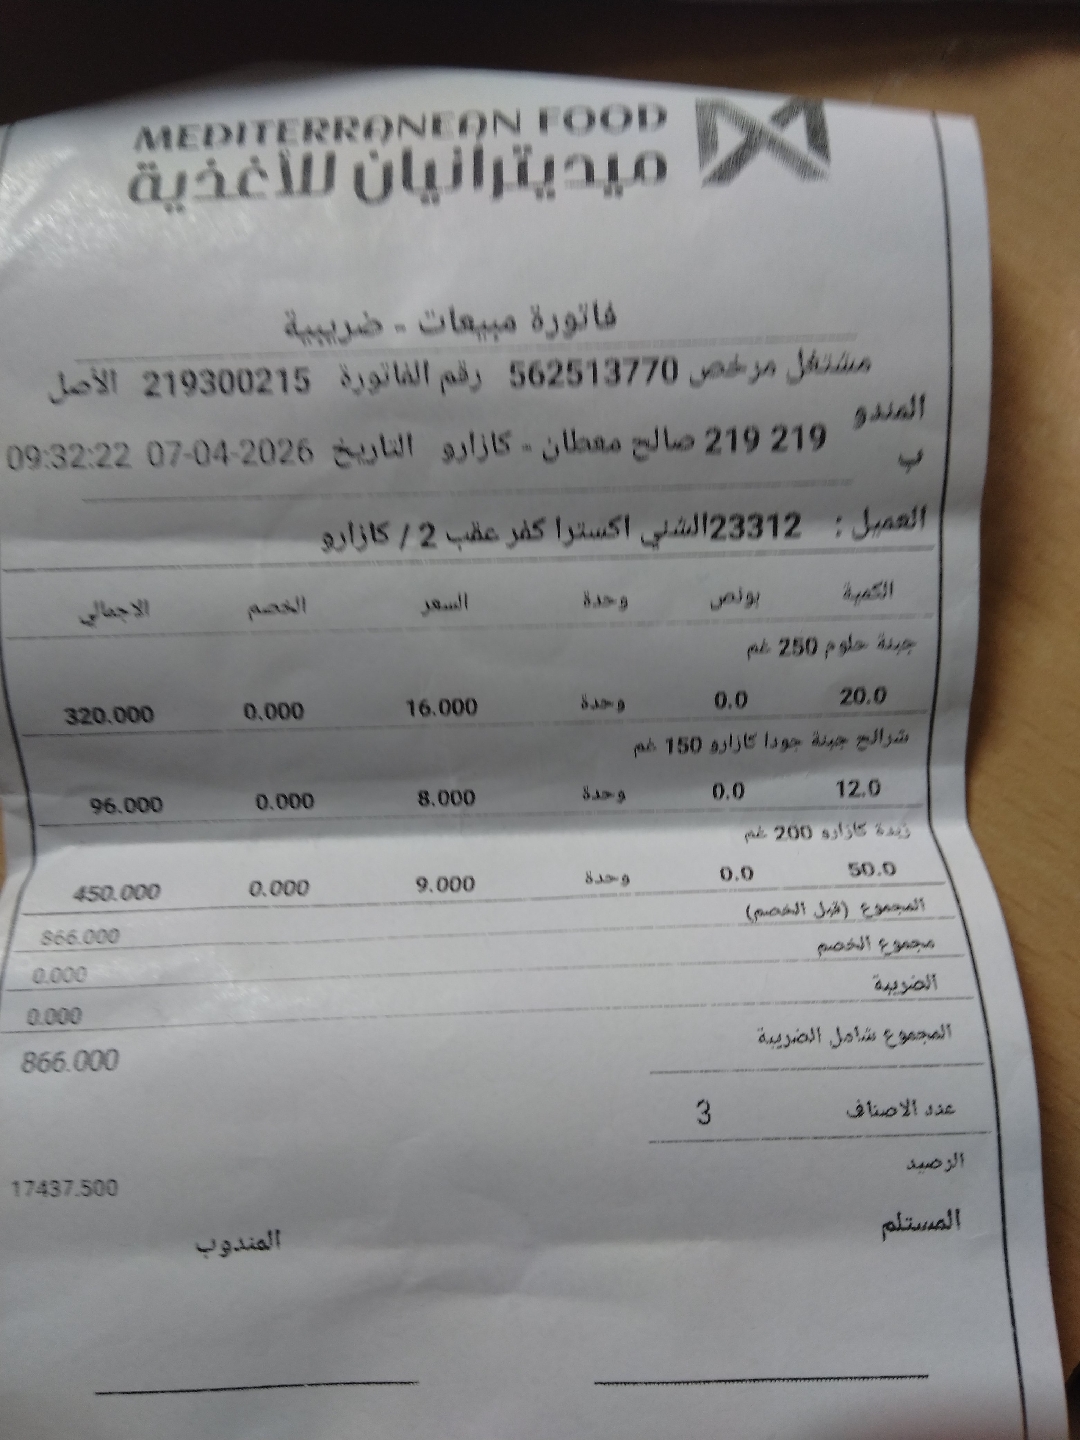 MEDITERRANEAN FOOD
ميديترانيان للأغذية
فاتورة مبيعات - ضريبية
مشتغل مرخص 562513770 رقم الفاتورة 219300215 الأصل
المندوب 219 219 صالح معطان - كازارو التاريخ 07-04-2026 09:32:22
العميل : 23312الشني اكسترا كفر عقب 2 / كازارو
الكمية بونص وحدة السعر الخصم الاجمالي
جبنة حلوم 250 غم
20.0 0.0 وحدة 16.000 0.000 320.000
شرائح جبنة جودا كازارو 150 غم
12.0 0.0 وحدة 8.000 0.000 96.000
زبدة كازارو 200 غم
50.0 0.0 وحدة 9.000 0.000 450.000
المجموع (قبل الخصم) 866.000
مجموع الخصم 0.000
الضريبة 0.000
المجموع شامل الضريبة 866.000
عدد الاصناف 3
الرصيد 17437.500
المستلم المندوب